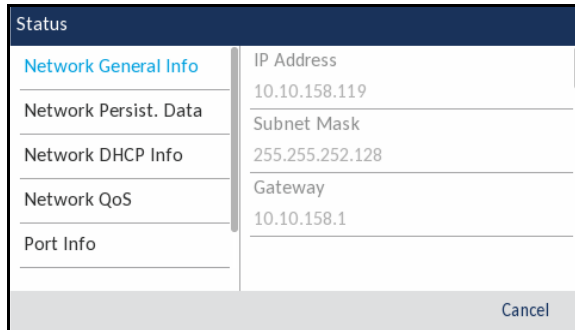 Status
Network General Info
Network Persist. Data
Network DHCP Info
Network QoS
Port Info
IP Address
10.10.158.119
Subnet Mask
255.255.252.128
Gateway
10.10.158.1
Cancel